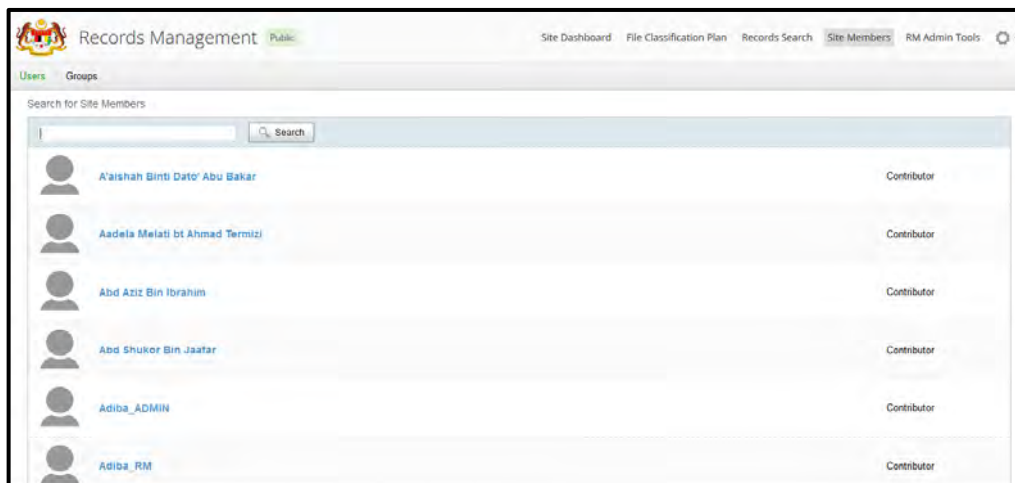 Records Management Public Site Dashboard File Classification Plan Records Search Site Members RM Admin Tools
Users Groups
Search for Site Members
Search
A'aishah Binti Dato' Abu Bakar Contributor
Aadela Melati bt Ahmad Termizi Contributor
Abd Aziz Bin Ibrahim Contributor
Abd Shukor Bin Jaafar Contributor
Adiba_ADMIN Contributor
Adiba_RM Contributor